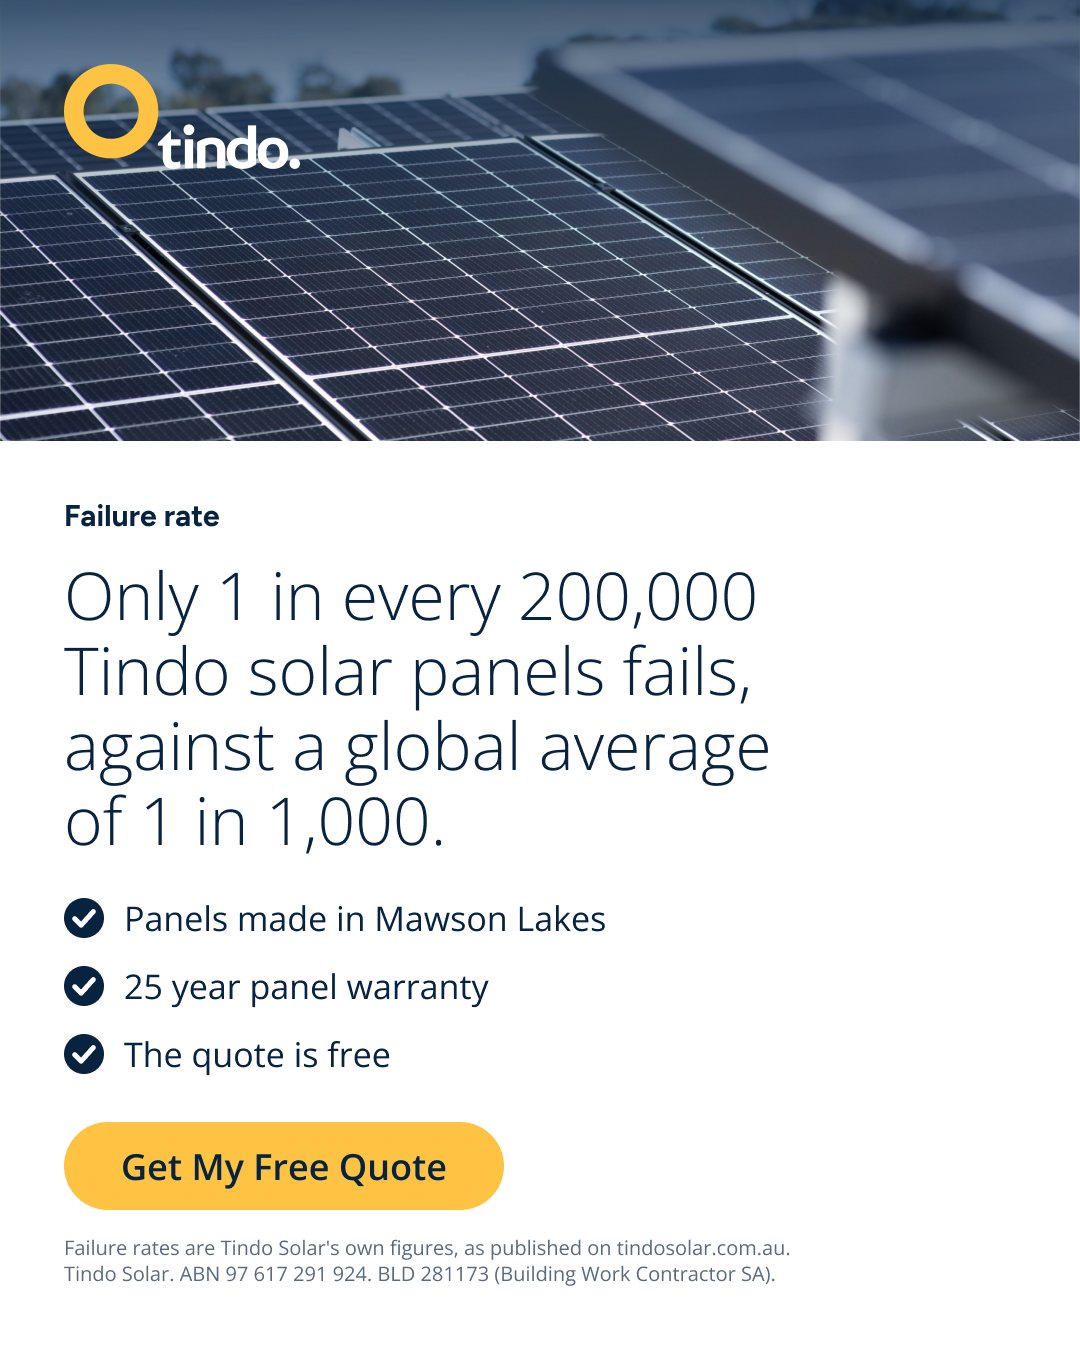 tindo.
Failure rate
Only 1 in every 200,000
Tindo solar panels fails,
against a global average
of 1 in 1,000.
Panels made in Mawson Lakes
25 year panel warranty
The quote is free
Get My Free Quote
Failure rates are Tindo Solar's own figures, as published on tindosolar.com.au.
Tindo Solar. ABN 97 617 291 924. BLD 281173 (Building Work Contractor SA).